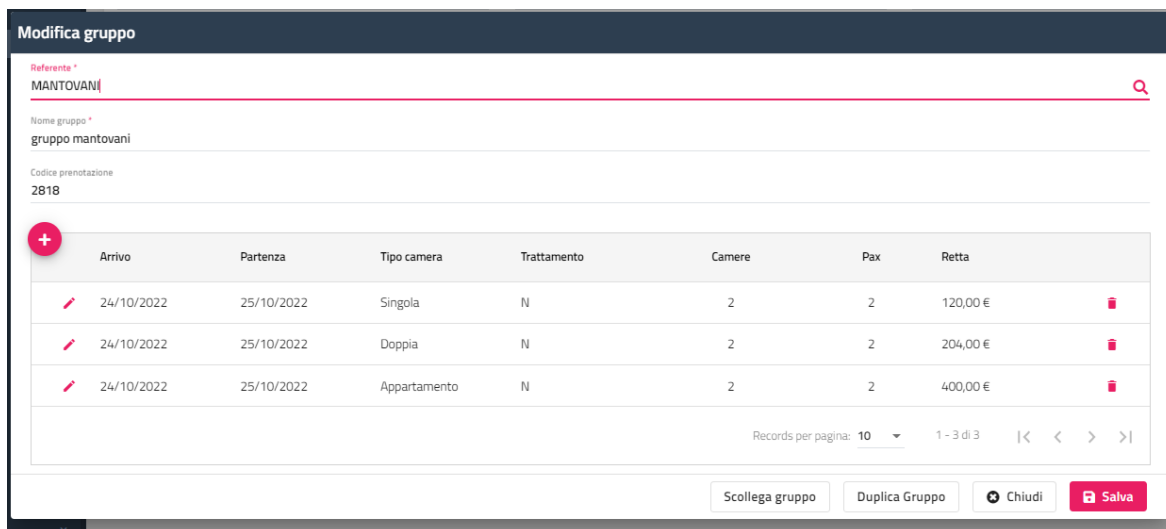 Modifica gruppo
Referente *
MANTOVANI
Nome gruppo *
gruppo mantovani
Codice prenotazione
2818
Arrivo Partenza Tipo camera Trattamento Camere Pax Retta
24/10/2022 25/10/2022 Singola N 2 2 120,00 €
24/10/2022 25/10/2022 Doppia N 2 2 204,00 €
24/10/2022 25/10/2022 Appartamento N 2 2 400,00 €
Records per pagina: 10 1 - 3 di 3
Scollega gruppo Duplica Gruppo Chiudi Salva